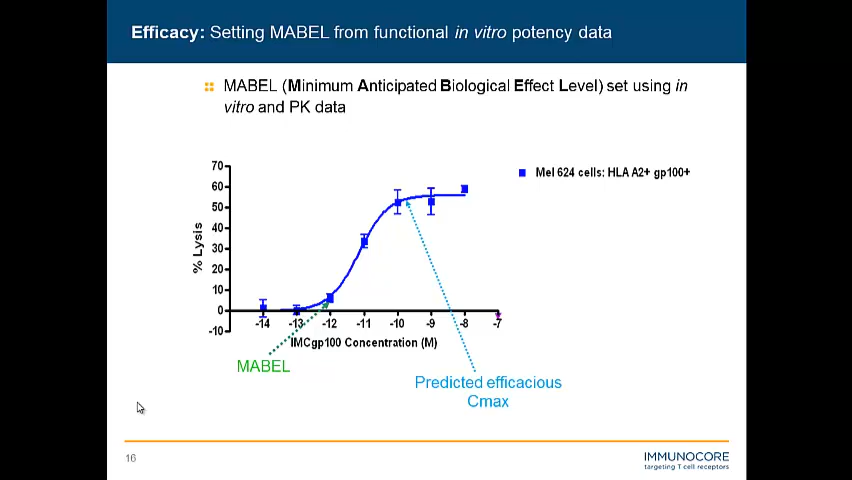 Efficacy: Setting MABEL from functional in vitro potency data
MABEL (Minimum Anticipated Biological Effect Level) set using in
vitro and PK data
Mel 624 cells: HLA A2+ gp100+
70
60
50
40
30
20
10
0
-10
% Lysis
-14 -13 -12 -11 -10 -9 -8 -7
IMCgp100 Concentration (M)
MABEL
Predicted efficacious
Cmax
16
IMMUNOCORE
targeting T cell receptors